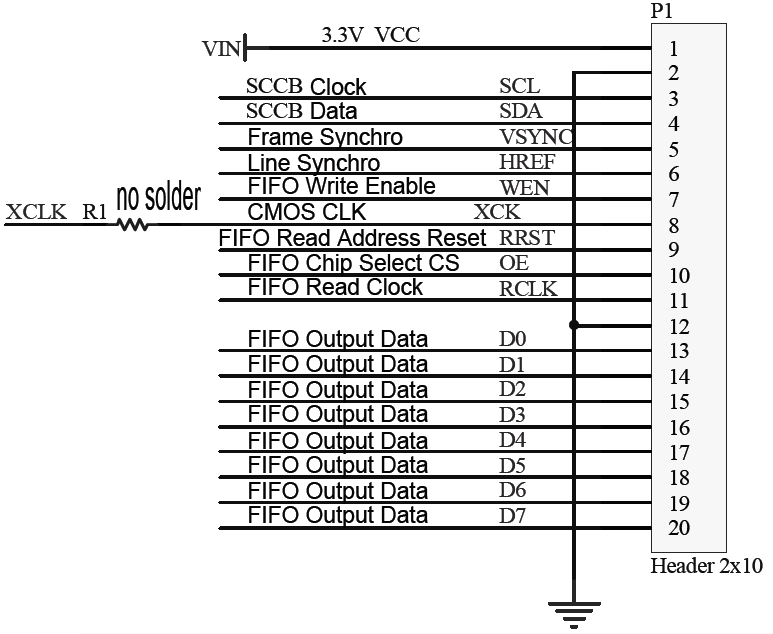 P1
VIN 3.3V VCC 1
2
SCCB Clock SCL 3
SCCB Data SDA 4
Frame Synchro VSYNC 5
Line Synchro HREF 6
FIFO Write Enable WEN 7
XCLK R1 no solder CMOS CLK XCK 8
FIFO Read Address Reset RRST 9
FIFO Chip Select CS OE 10
FIFO Read Clock RCLK 11
12
FIFO Output Data D0 13
FIFO Output Data D1 14
FIFO Output Data D2 15
FIFO Output Data D3 16
FIFO Output Data D4 17
FIFO Output Data D5 18
FIFO Output Data D6 19
FIFO Output Data D7 20
Header 2x10